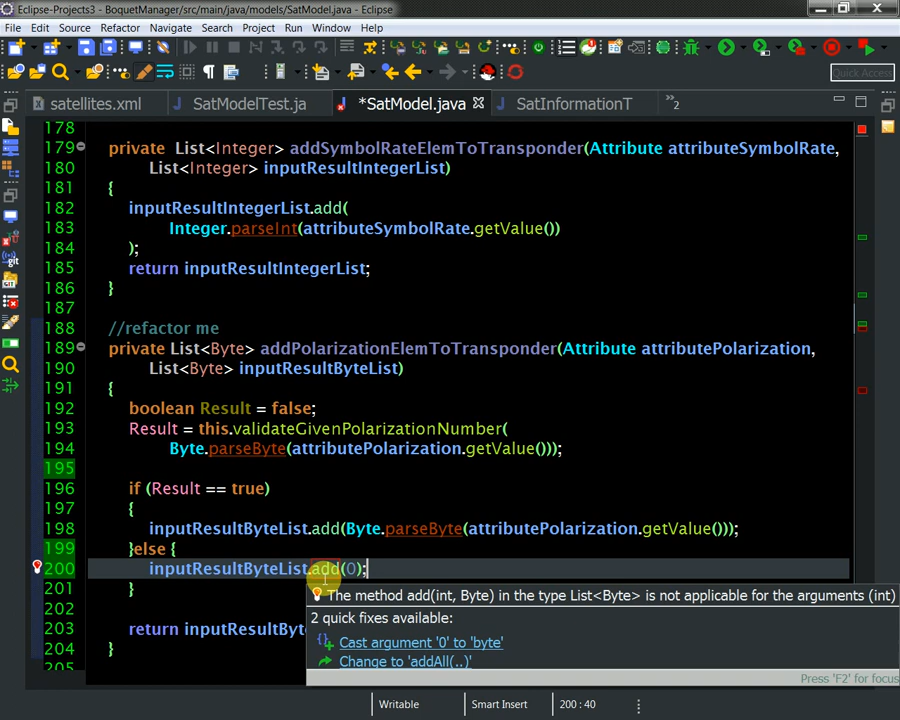 Eclipse-Projects3 - BoquetManager/src/main/java/models/SatModel.java - Eclipse
File Edit Source Refactor Navigate Search Project Run Window Help
Quick Access
satellites.xml SatModelTest.ja *SatModel.java SatInformationT »2
178
179 private List<Integer> addSymbolRateElemToTransponder(Attribute attributeSymbolRate,
180 List<Integer> inputResultIntegerList)
181 {
182 inputResultIntegerList.add(
183 Integer.parseInt(attributeSymbolRate.getValue())
184 );
185 return inputResultIntegerList;
186 }
187
188 //refactor me
189 private List<Byte> addPolarizationElemToTransponder(Attribute attributePolarization,
190 List<Byte> inputResultByteList)
191 {
192 boolean Result = false;
193 Result = this.validateGivenPolarizationNumber(
194 Byte.parseByte(attributePolarization.getValue()));
195
196 if (Result == true)
197 {
198 inputResultByteList.add(Byte.parseByte(attributePolarization.getValue()));
199 }else {
200 inputResultByteList.add(0);
201 }
The method add(int, Byte) in the type List<Byte> is not applicable for the arguments (int)
202
2 quick fixes available:
203 return inputResultByte
Cast argument '0' to 'byte'
204 }
Change to 'addAll(..)'
205
Press 'F2' for focus
Writable Smart Insert 200 : 40